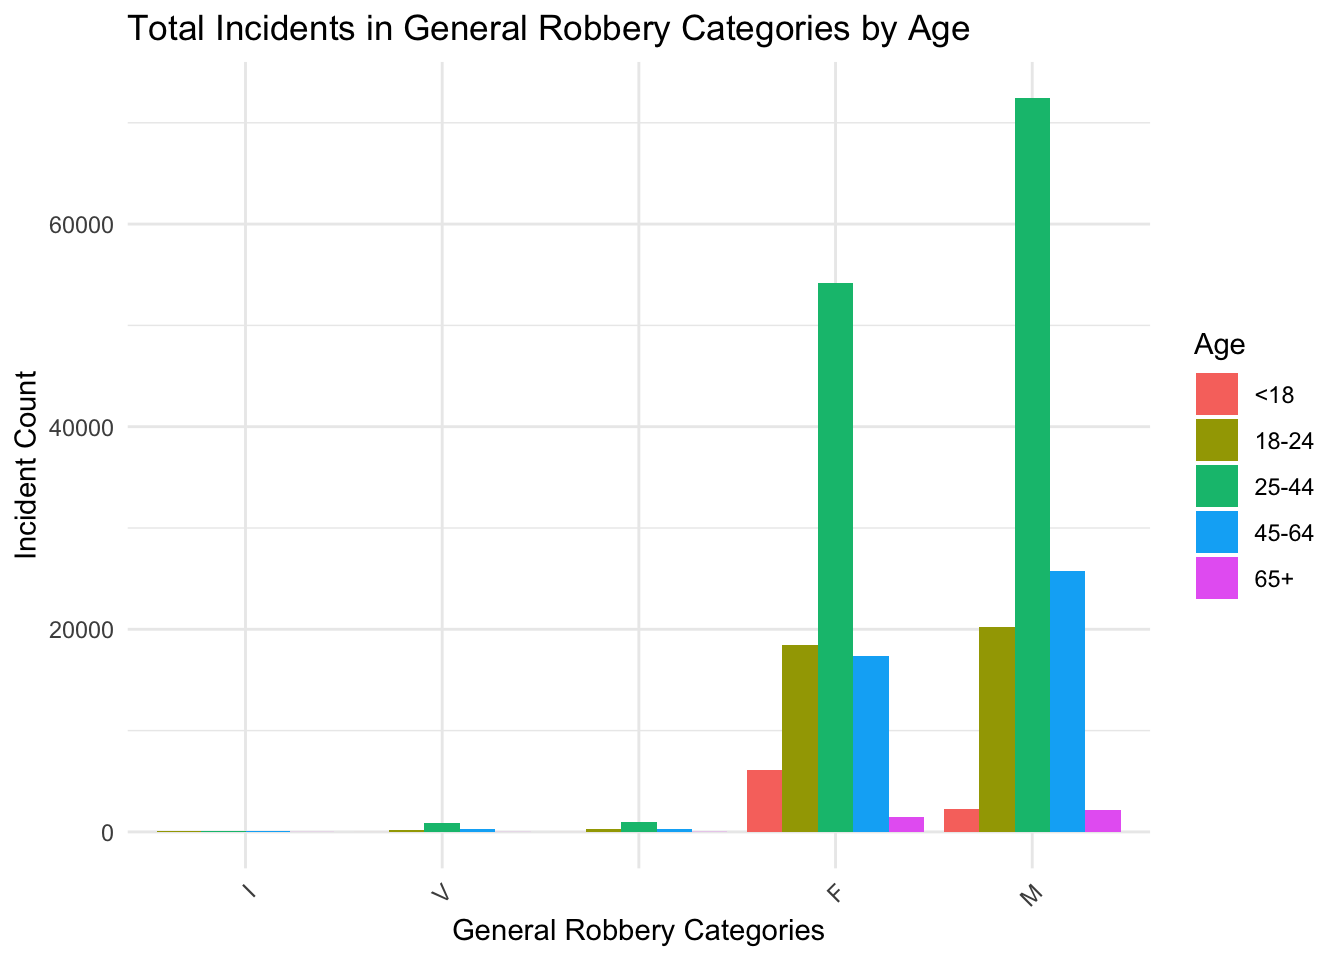 Total Incidents in General Robbery Categories by Age
60000
40000
20000
0
Incident Count
I
V
F
M
General Robbery Categories
Age
<18
18-24
25-44
45-64
65+